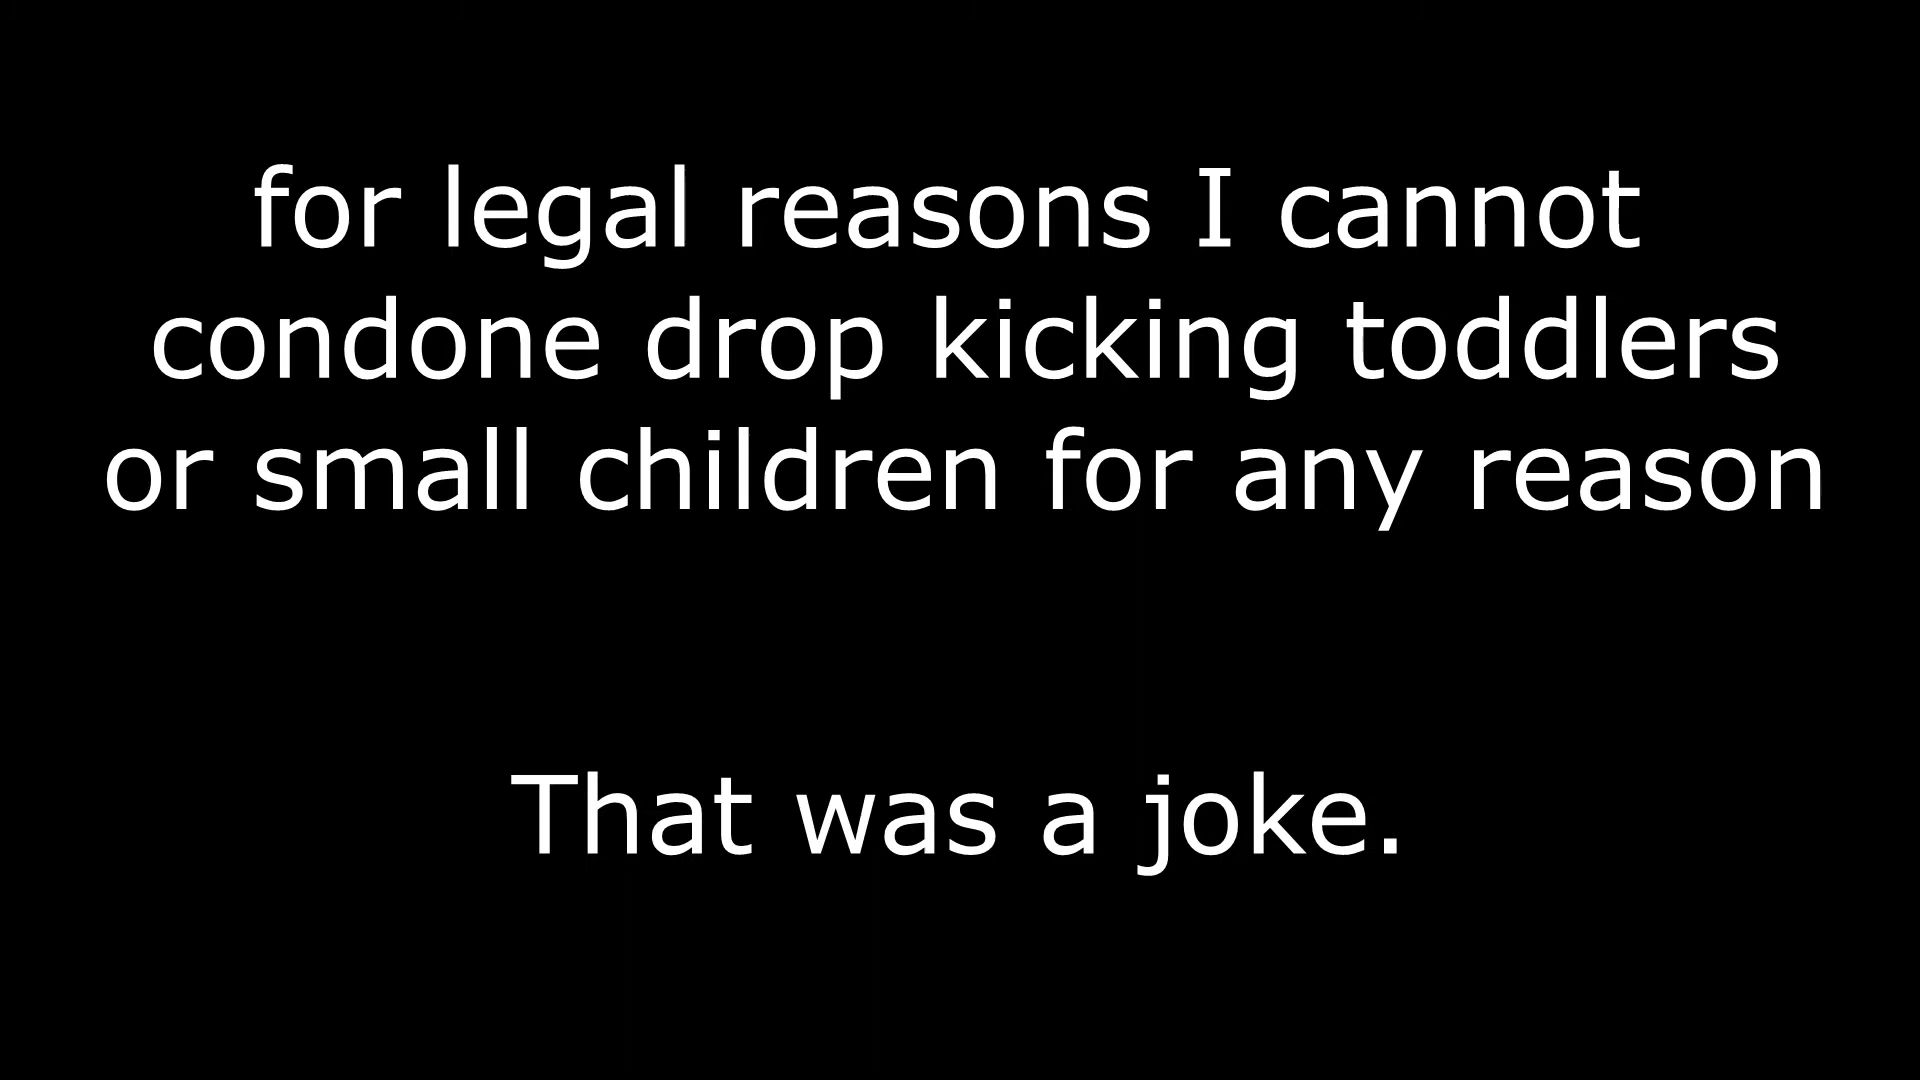 for legal reasons I cannot
condone drop kicking toddlers
or small children for any reason
That was a joke.